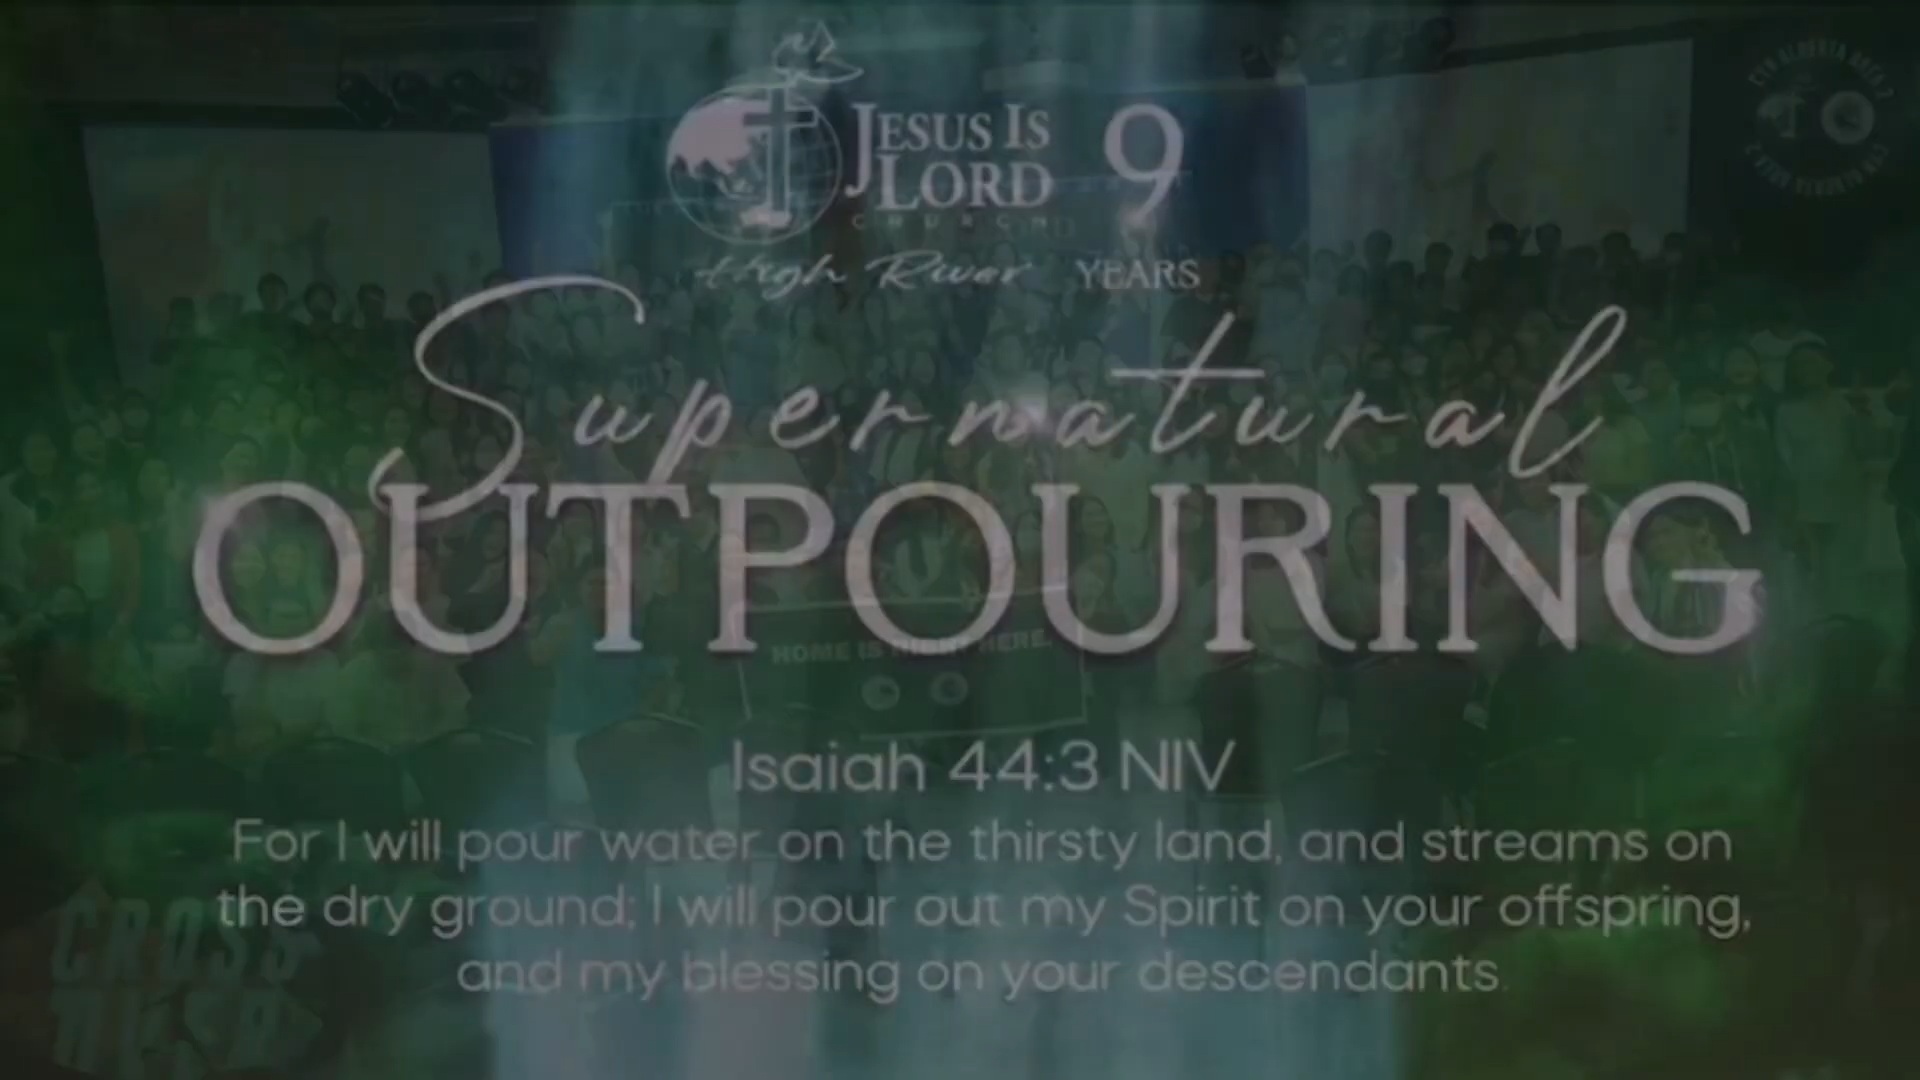 JESUS IS
LORD
CHURCH
High River
9
YEARS
Supernatural
OUTPOURING
HOME IS RIGHT HERE.
Isaiah 44:3 NIV
For I will pour water on the thirsty land, and streams on
the dry ground; I will pour out my Spirit on your offspring,
and my blessing on your descendants.
CROSS
OVER